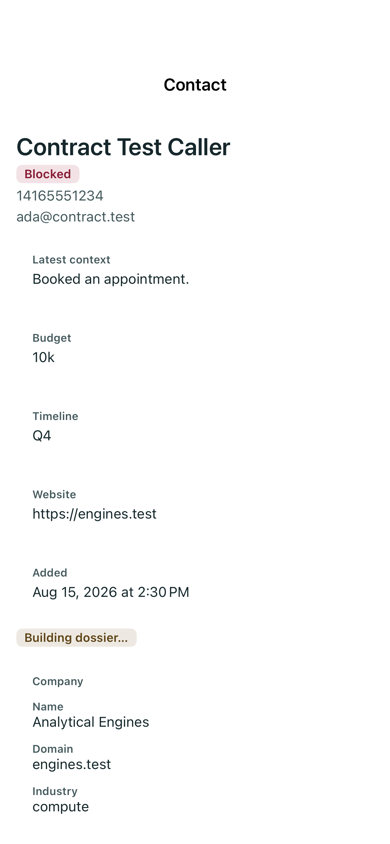 Contact
Contract Test Caller
Blocked
14165551234
ada@contract.test
Latest context
Booked an appointment.
Budget
10k
Timeline
Q4
Website
https://engines.test
Added
Aug 15, 2026 at 2:30 PM
Building dossier...
Company
Name
Analytical Engines
Domain
engines.test
Industry
compute